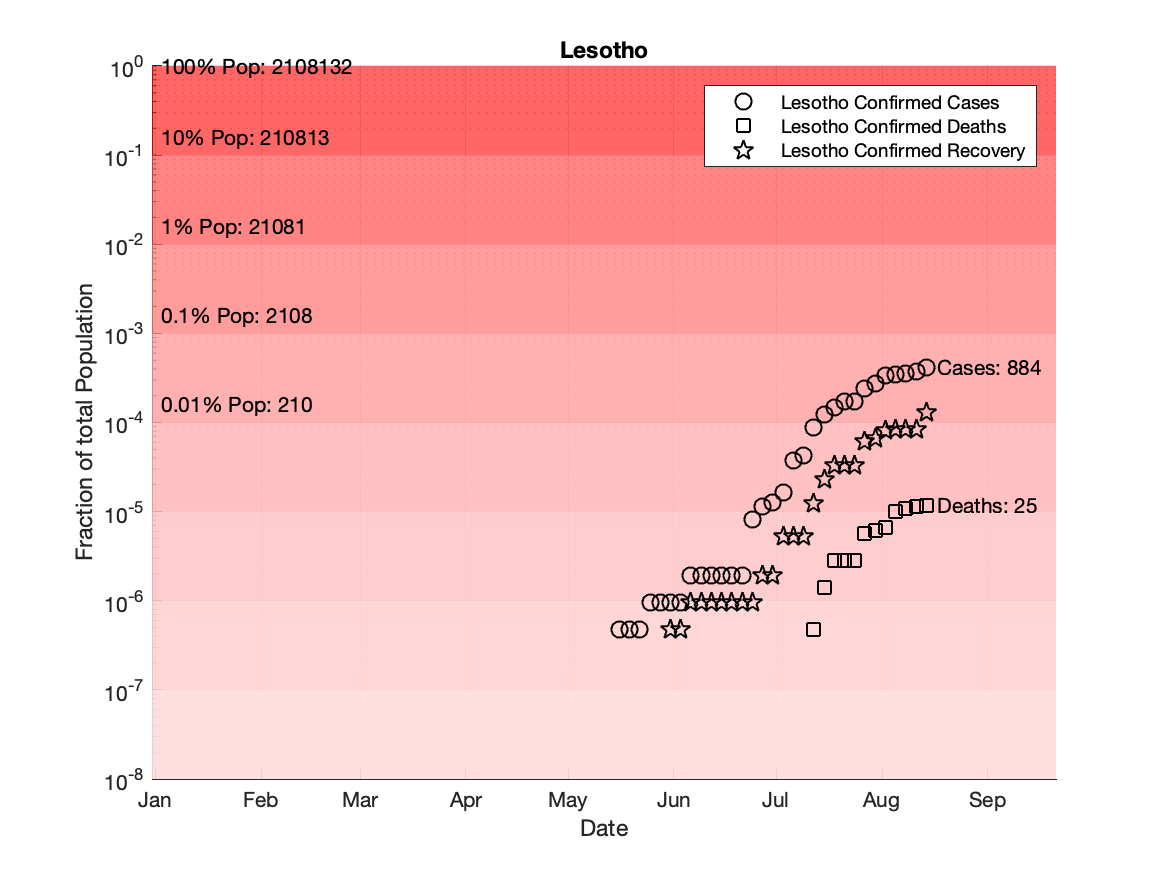 Lesotho
10^0
10^-1
10^-2
10^-3
10^-4
10^-5
10^-6
10^-7
10^-8
Fraction of total Population
100% Pop: 2108132
10% Pop: 210813
1% Pop: 21081
0.1% Pop: 2108
0.01% Pop: 210
Lesotho Confirmed Cases
Lesotho Confirmed Deaths
Lesotho Confirmed Recovery
Cases: 884
Deaths: 25
Jan Feb Mar Apr May Jun Jul Aug Sep
Date